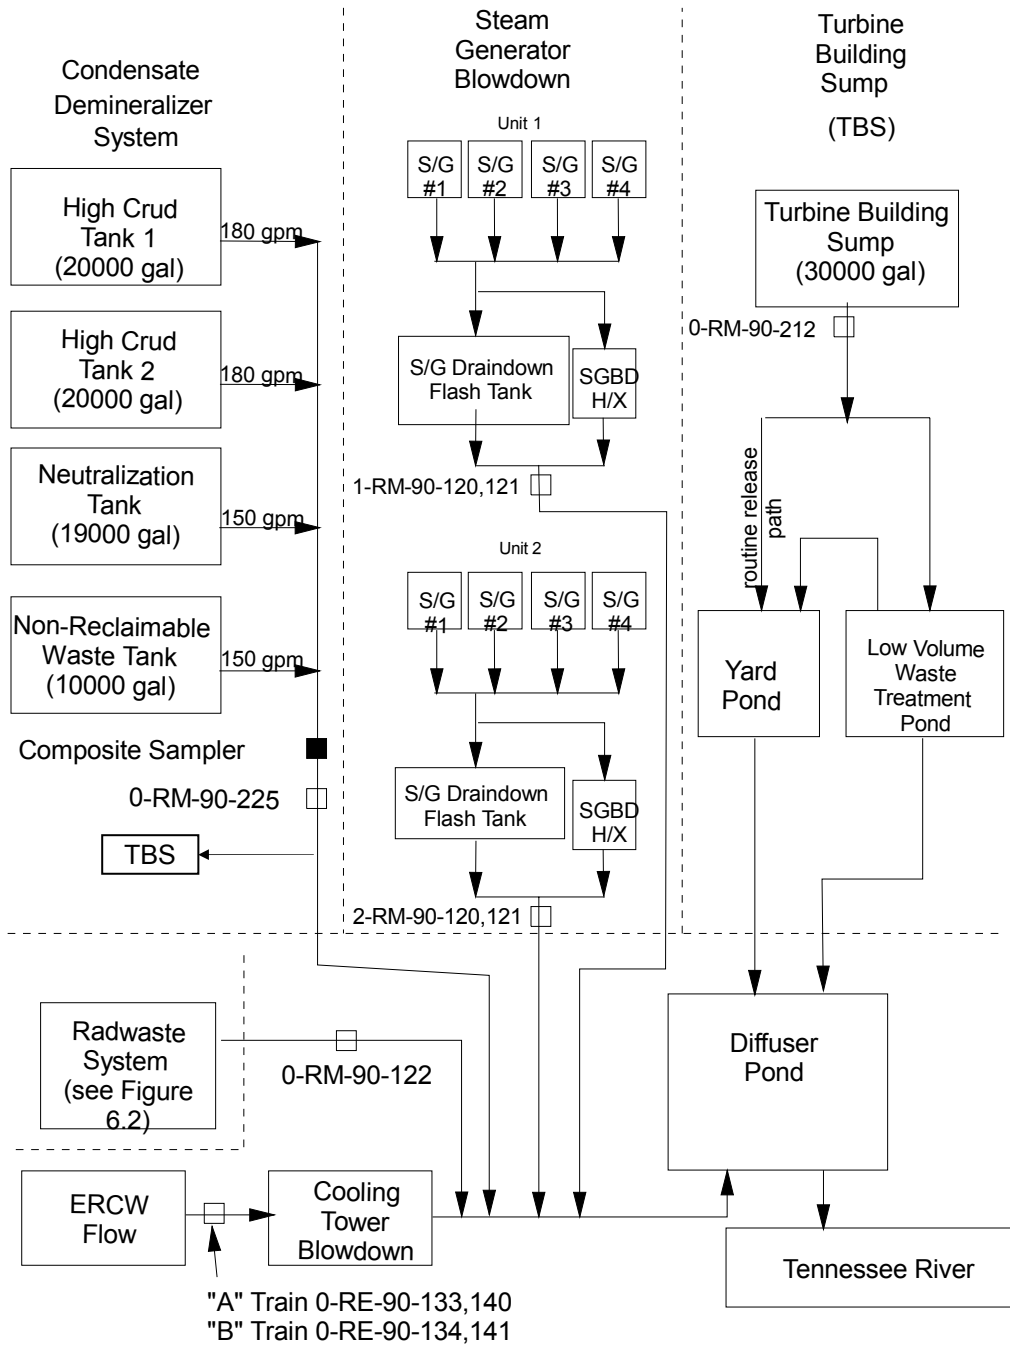 Condensate
Demineralizer
System
High Crud
Tank 1
(20000 gal)
180 gpm
High Crud
Tank 2
(20000 gal)
180 gpm
Neutralization
Tank
(19000 gal)
150 gpm
Non-Reclaimable
Waste Tank
(10000 gal)
150 gpm
Composite Sampler
0-RM-90-225
TBS
Steam
Generator
Blowdown
Unit 1
S/G
#1
S/G
#2
S/G
#3
S/G
#4
S/G Draindown
Flash Tank
SGBD
H/X
1-RM-90-120,121
Unit 2
S/G
#1
S/G
#2
S/G
#3
S/G
#4
S/G Draindown
Flash Tank
SGBD
H/X
2-RM-90-120,121
Turbine
Building
Sump
(TBS)
Turbine Building
Sump
(30000 gal)
0-RM-90-212
routine release
path
Yard
Pond
Low Volume
Waste
Treatment
Pond
Radwaste
System
(see Figure
6.2)
0-RM-90-122
Diffuser
Pond
ERCW
Flow
Cooling
Tower
Blowdown
Tennessee River
"A" Train 0-RE-90-133,140
"B" Train 0-RE-90-134,141